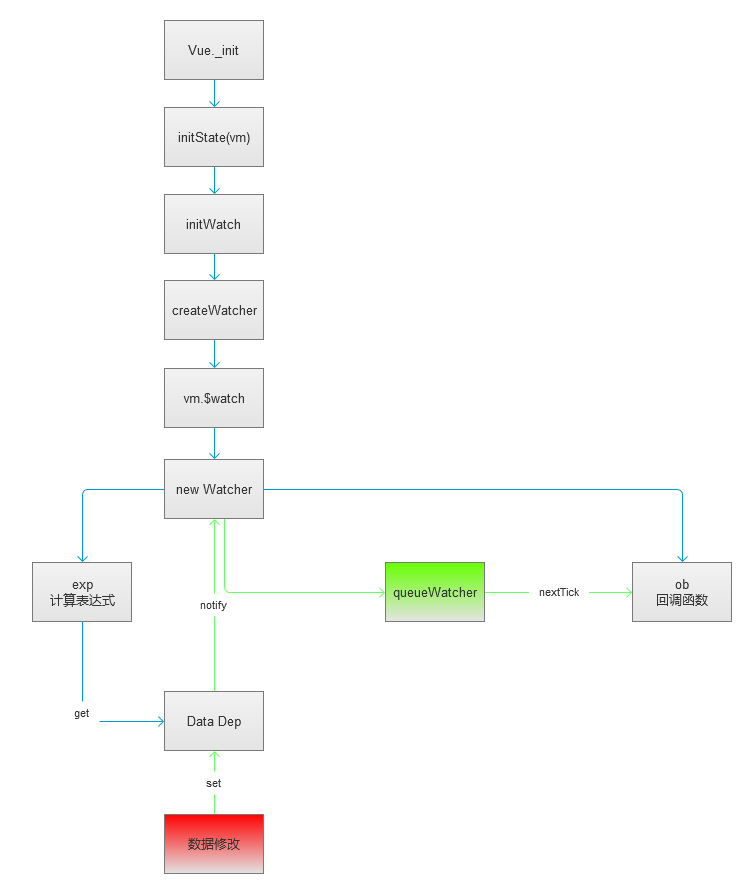 Vue._init
initState(vm)
initWatch
createWatcher
vm.$watch
new Watcher
exp
计算表达式
notify
queueWatcher
nextTick
ob
回调函数
get
Data Dep
set
数据修改